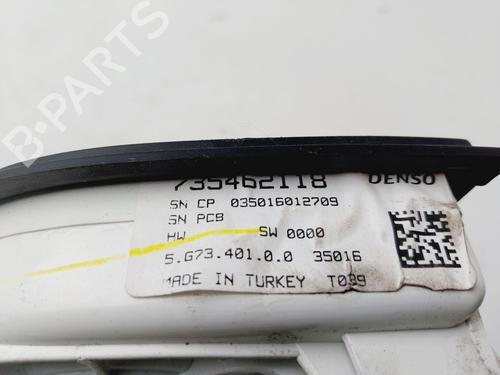 B-PARTS
735462118 DENSO
SN CP 035016012709
SN PCB
HW SW 0000
5.G73.401.0.0 35016
MADE IN TURKEY T039